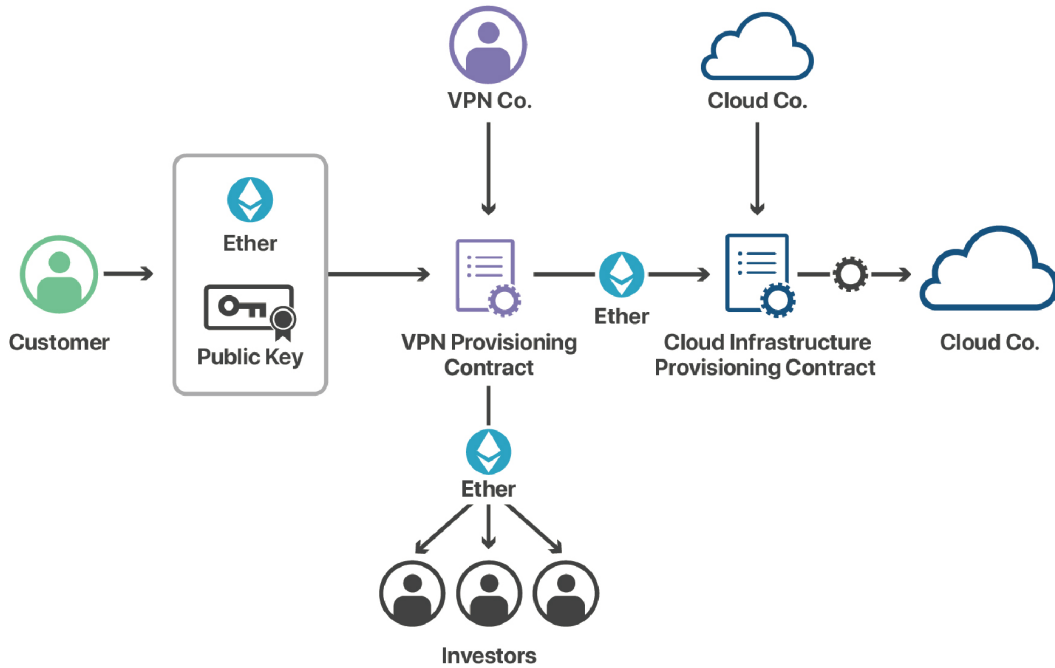 VPN Co.
Cloud Co.
Ether
Public Key
Customer
VPN Provisioning
Contract
Ether
Cloud Infrastructure
Provisioning Contract
Cloud Co.
Ether
Investors